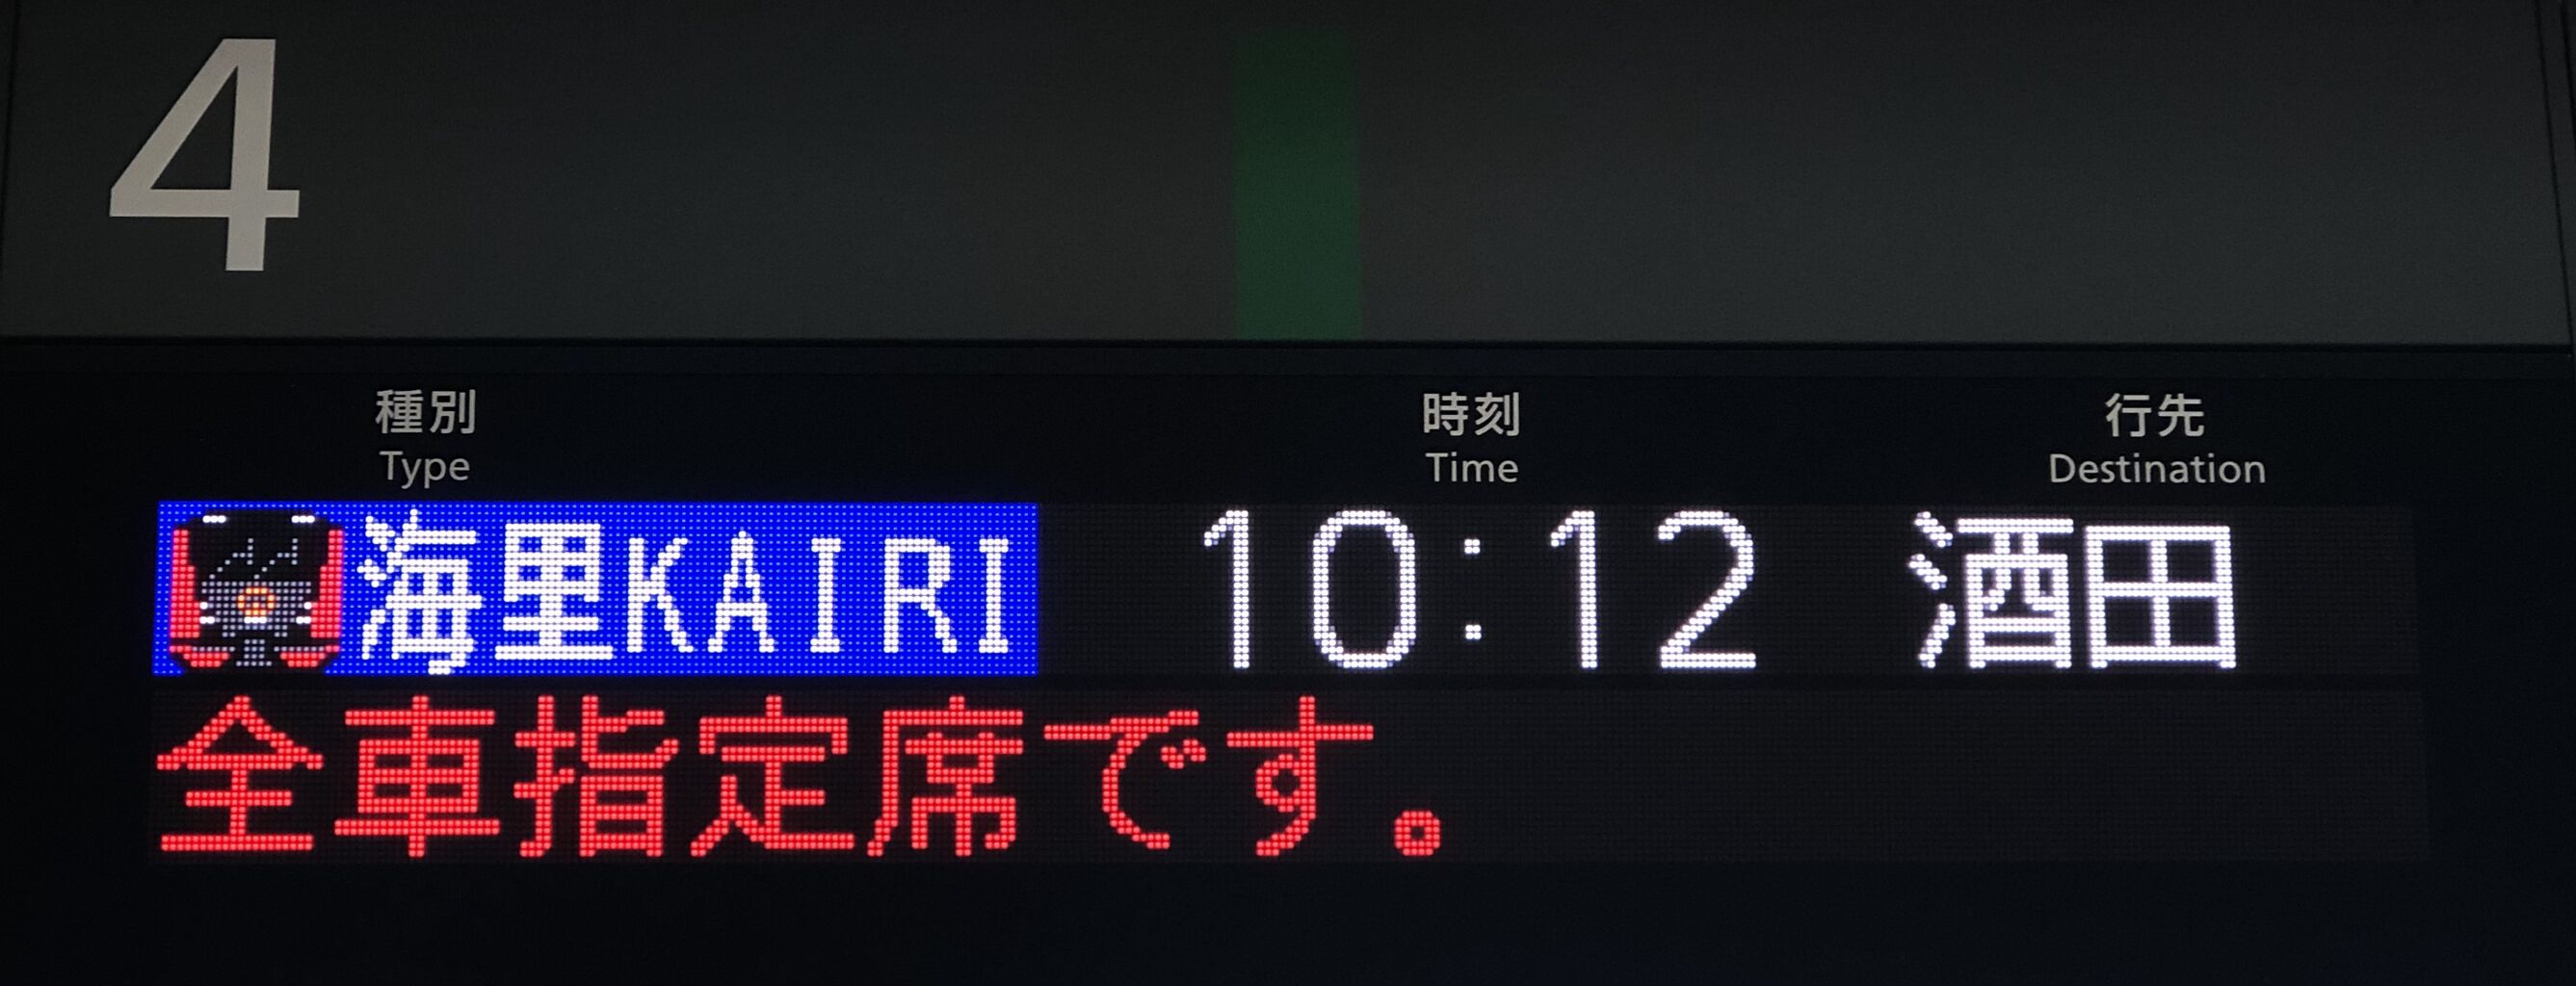 4
種別 時刻 行先
Type Time Destination
海里KAIRI 10:12 酒田
全車指定席です。